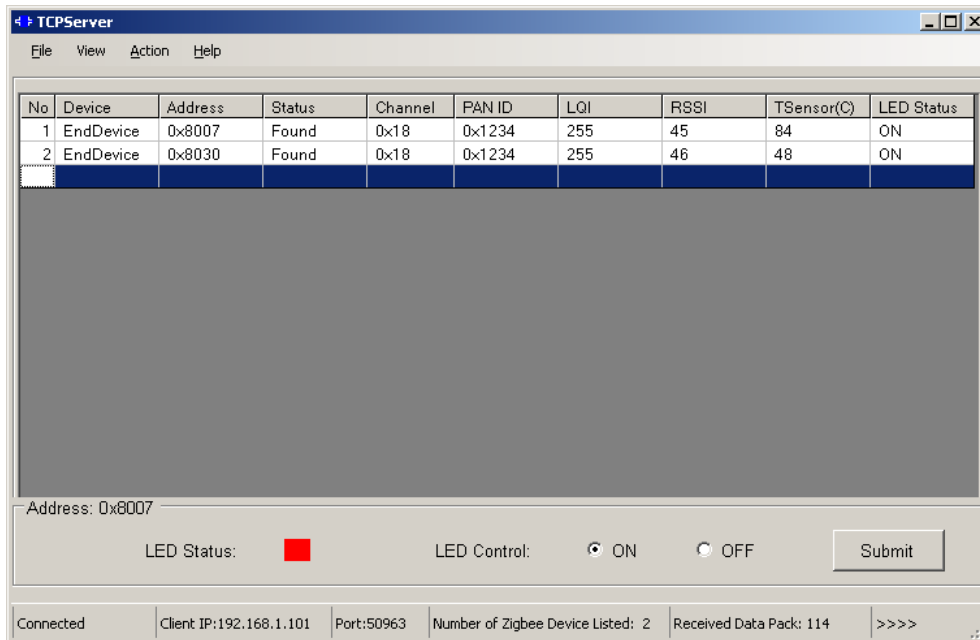 TCPServer
File View Action Help
No Device Address Status Channel PAN ID LQI RSSI TSensor(C) LED Status
1 EndDevice 0x8007 Found 0x18 0x1234 255 45 84 ON
2 EndDevice 0x8030 Found 0x18 0x1234 255 46 48 ON
Address: 0x8007
LED Status: LED Control: ON OFF Submit
Connected Client IP:192.168.1.101 Port:50963 Number of Zigbee Device Listed: 2 Received Data Pack: 114 >>>>